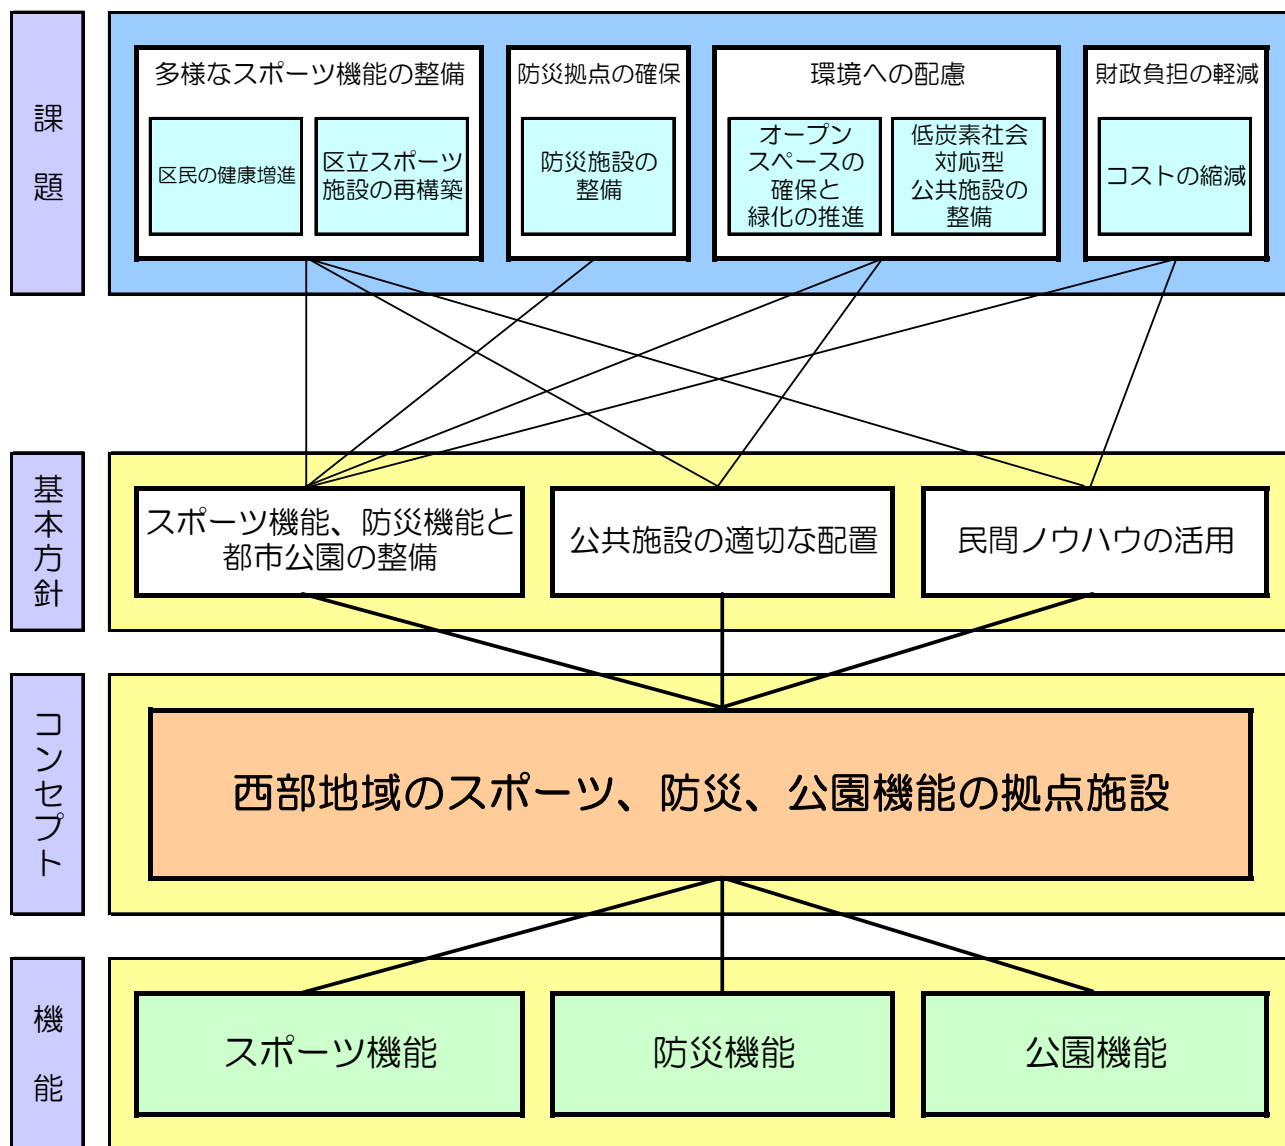 課題
多様なスポーツ機能の整備
区民の健康増進
区立スポーツ
施設の再構築
防災拠点の確保
防災施設の
整備
環境への配慮
オープン
スペースの
確保と
緑化の推進
低炭素社会
対応型
公共施設の
整備
財政負担の軽減
コストの縮減
基本方針
スポーツ機能、防災機能と
都市公園の整備
公共施設の適切な配置
民間ノウハウの活用
コンセプト
西部地域のスポーツ、防災、公園機能の拠点施設
機能
スポーツ機能
防災機能
公園機能